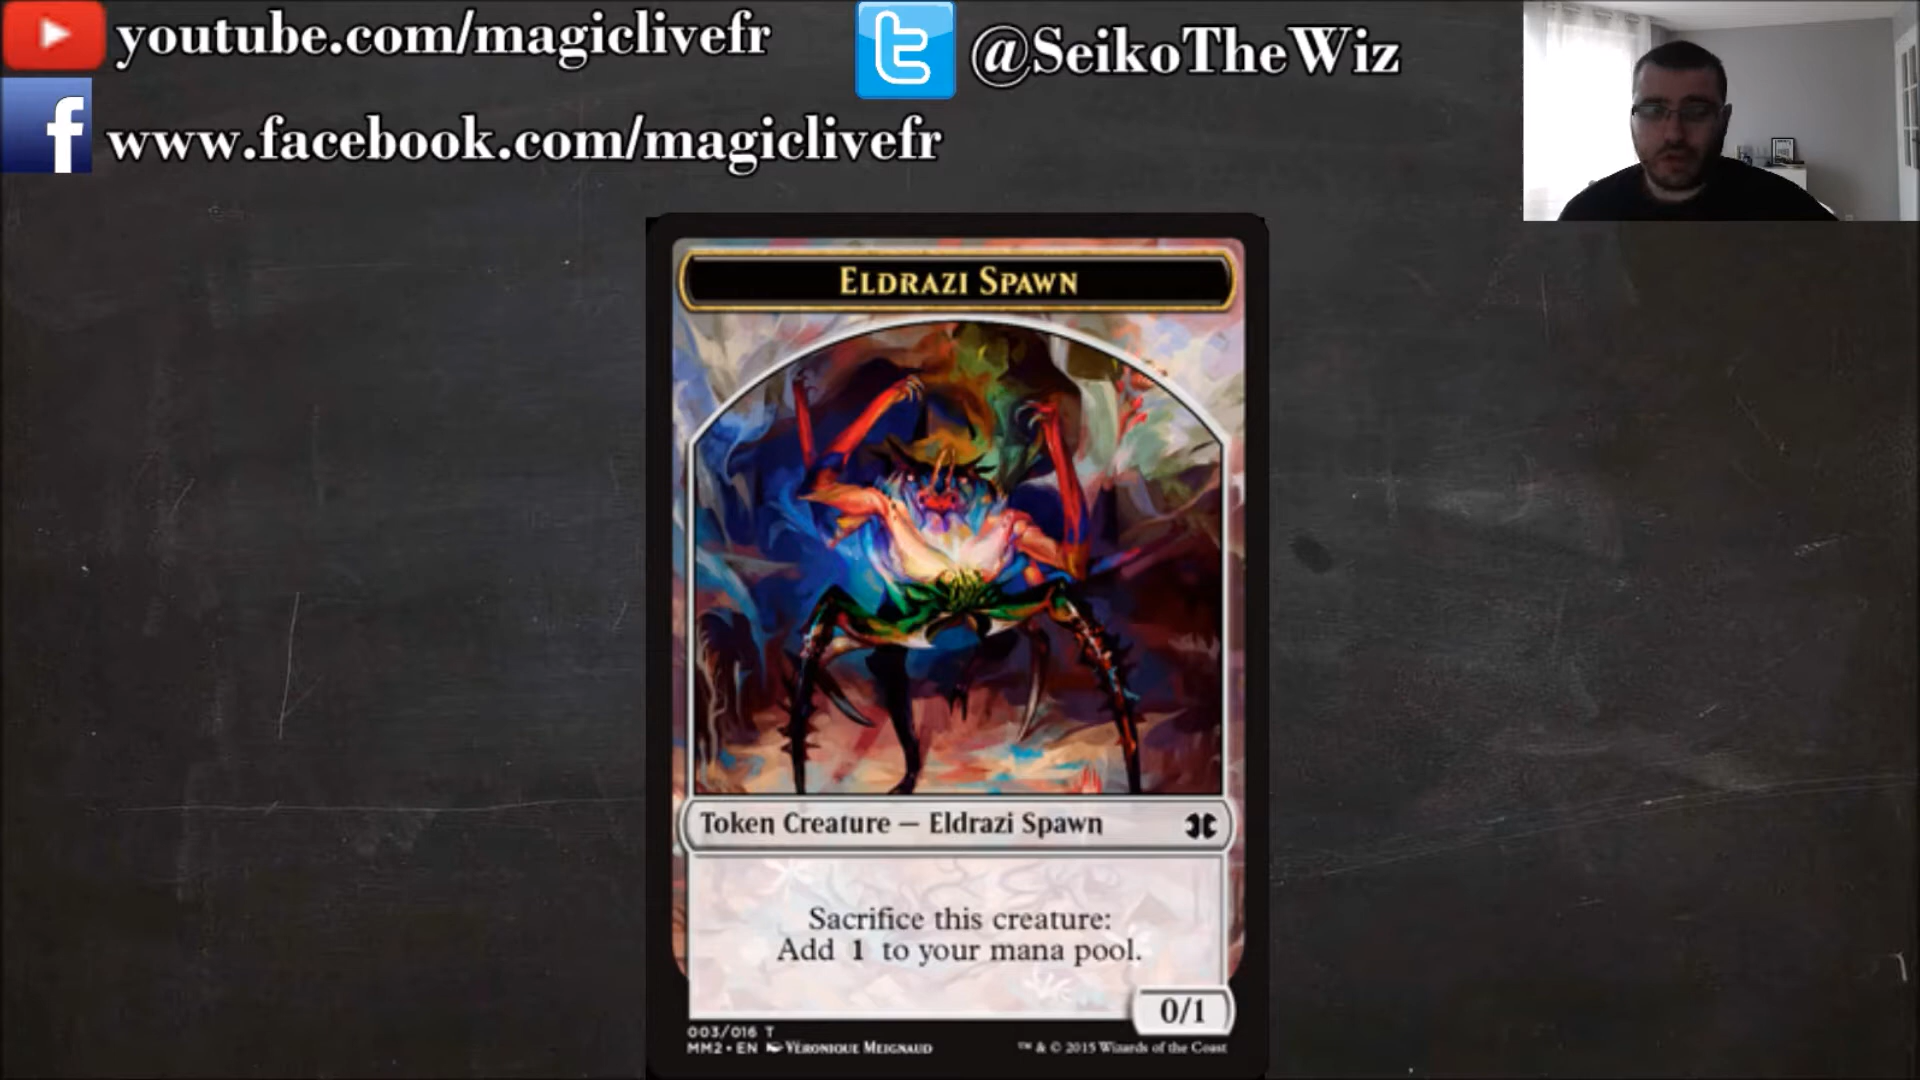 youtube.com/magiclivefr
@SeikoTheWiz
www.facebook.com/magiclivefr
Eldrazi Spawn
Token Creature — Eldrazi Spawn
Sacrifice this creature:
Add 1 to your mana pool.
0/1
003/016 T
MM2 • EN Véronique Meignaud
™ & © 2015 Wizards of the Coast